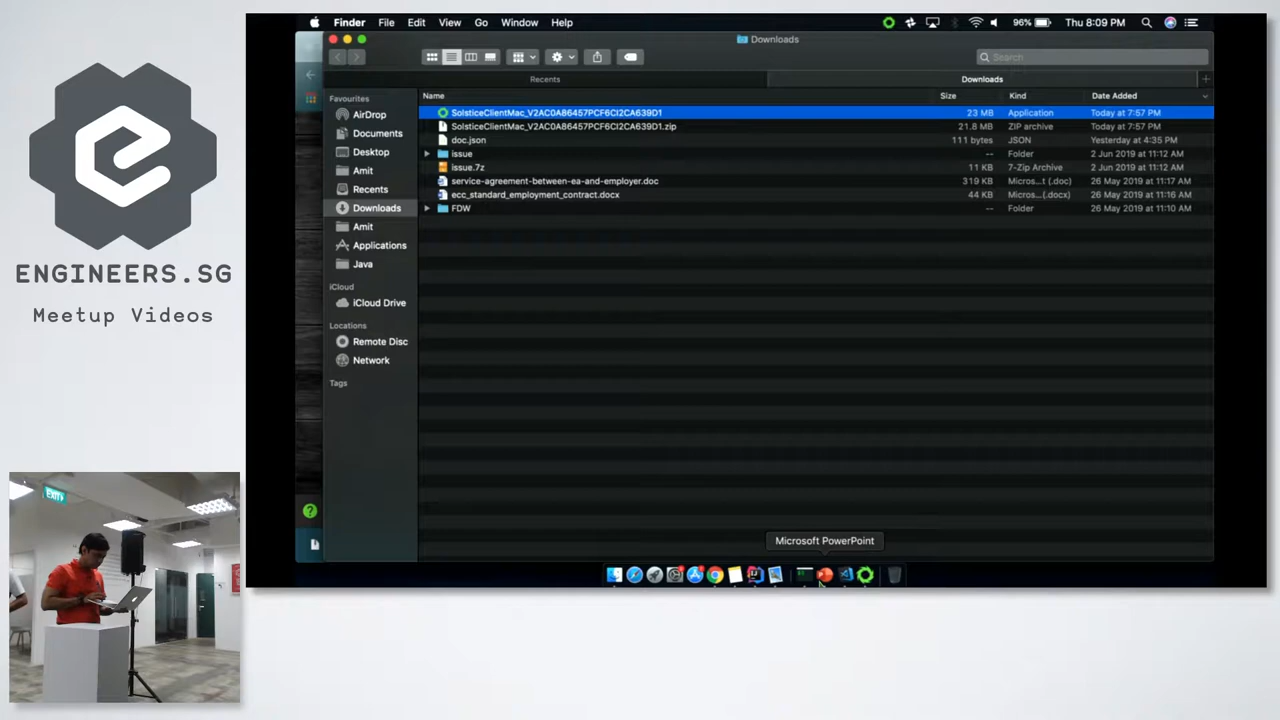 ENGINEERS.SG
Meetup Videos
EXIT
Finder File Edit View Go Window Help 96% Thu 8:09 PM
Downloads
Search
Recents Downloads
Favourites
AirDrop
Documents
Desktop
Amit
Recents
Downloads
Amit
Applications
Java
iCloud
iCloud Drive
Locations
Remote Disc
Network
Tags
Name Size Kind Date Added
SolsticeClientMac_V2AC0A86457PCF6CI2CA639D1 23 MB Application Today at 7:57 PM
SolsticeClientMac_V2AC0A86457PCF6CI2CA639D1.zip 21.8 MB ZIP archive Today at 7:57 PM
doc.json 111 bytes JSON Yesterday at 4:35 PM
issue -- Folder 2 Jun 2019 at 11:12 AM
issue.7z 11 KB 7-Zip Archive 2 Jun 2019 at 11:12 AM
service-agreement-between-ea-and-employer.doc 319 KB Micros...t (.doc) 26 May 2019 at 11:17 AM
ecc_standard_employment_contract.docx 44 KB Micros...(.docx) 26 May 2019 at 11:16 AM
FDW -- Folder 26 May 2019 at 11:10 AM
?
Microsoft PowerPoint